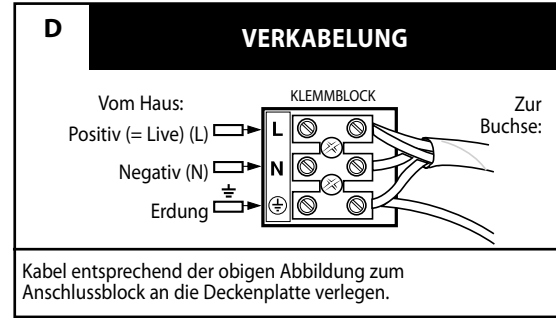 D
VERKABELUNG
Vom Haus:
KLEMMBLOCK
Zur
Buchse:
Positiv (= Live) (L)
L
Negativ (N)
N
Erdung
Kabel entsprechend der obigen Abbildung zum
Anschlussblock an die Deckenplatte verlegen.